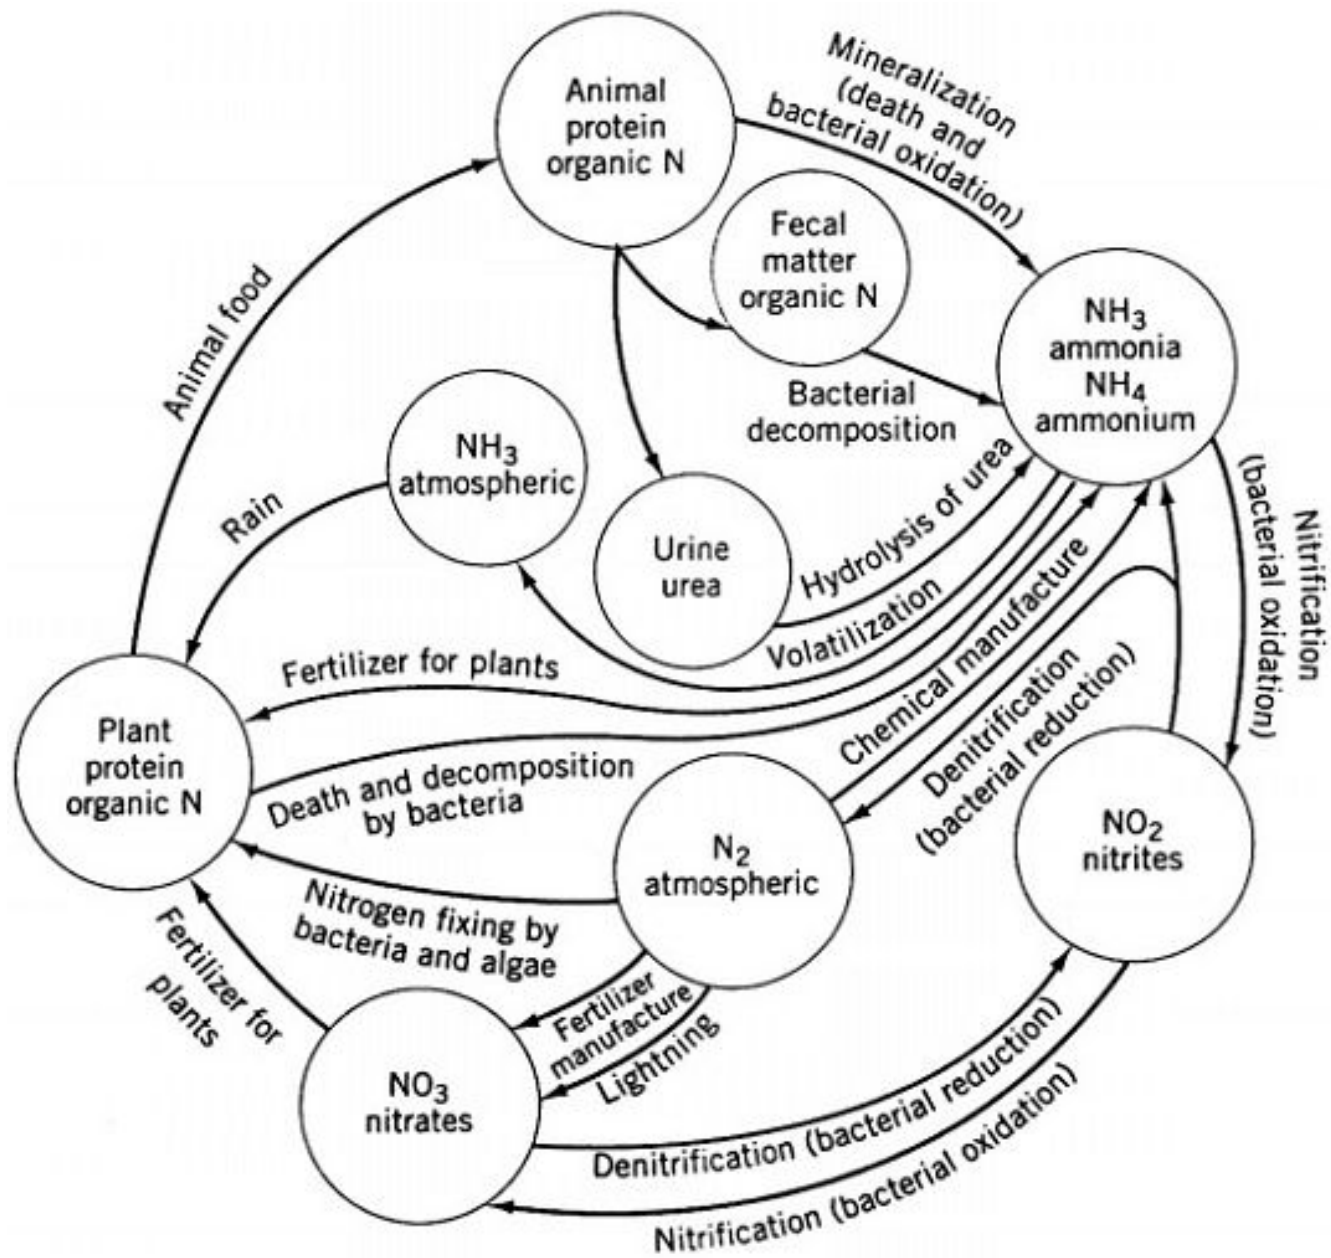 Animal
protein
organic N
Mineralization
(death and
bacterial oxidation)
Fecal
matter
organic N
NH3
ammonia
NH4
ammonium
Animal food
Bacterial
decomposition
NH3
atmospheric
Rain
Urine
urea
Hydrolysis of urea
Volatilization
Nitrification
(bacterial oxidation)
Fertilizer for plants
Chemical manufacture
Denitrification
(bacterial reduction)
Plant
protein
organic N
Death and decomposition
by bacteria
N2
atmospheric
NO2
nitrites
Nitrogen fixing by
bacteria and algae
Fertilizer for
plants
Fertilizer
manufacture
Lightning
NO3
nitrates
Denitrification (bacterial reduction)
Nitrification (bacterial oxidation)